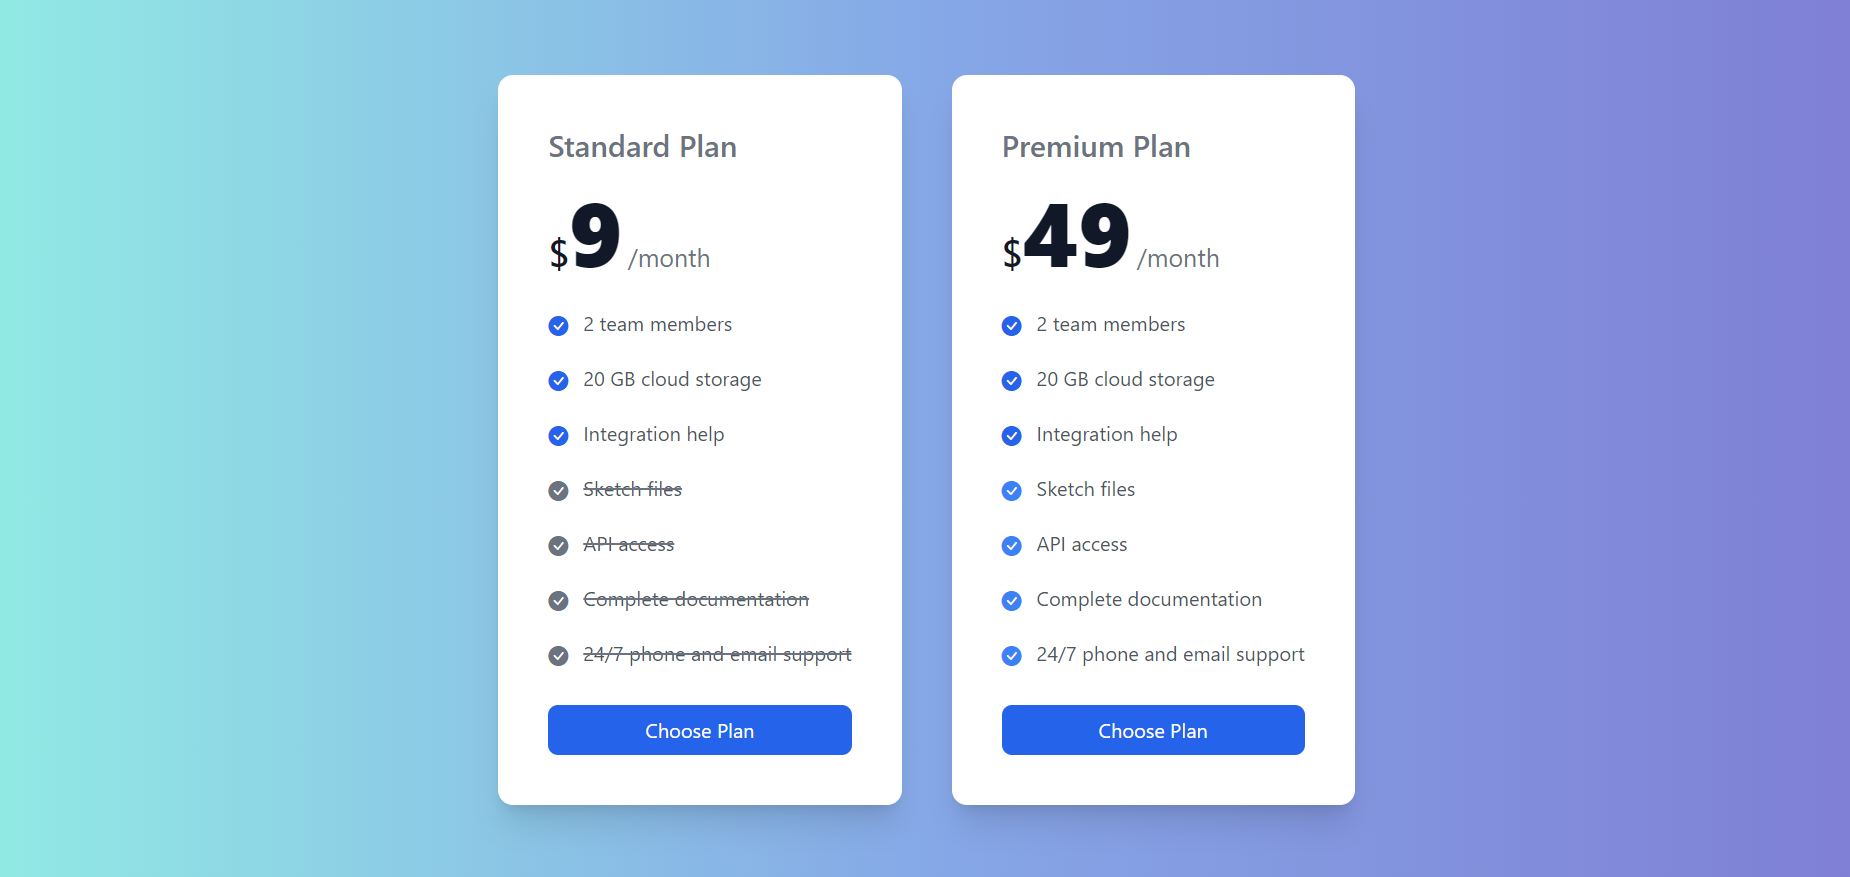 Standard Plan
$9 /month
2 team members
20 GB cloud storage
Integration help
Sketch files
API access
Complete documentation
24/7 phone and email support
Choose Plan
Premium Plan
$49 /month
2 team members
20 GB cloud storage
Integration help
Sketch files
API access
Complete documentation
24/7 phone and email support
Choose Plan